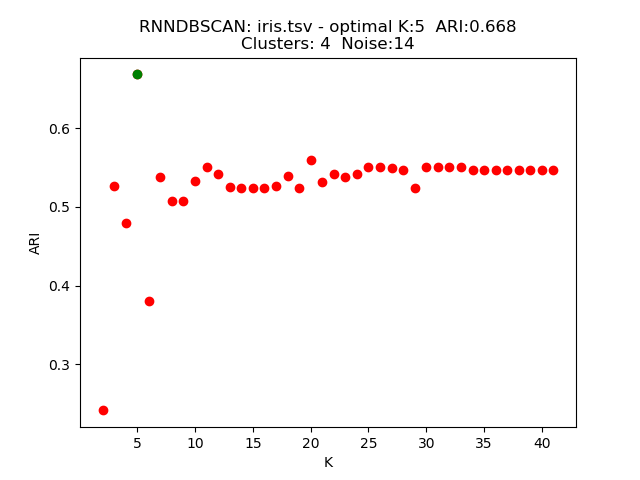 RNNDBSCAN: iris.tsv - optimal K:5  ARI:0.668
Clusters: 4  Noise:14
0.6
0.5
0.4
0.3
ARI
5 10 15 20 25 30 35 40
K